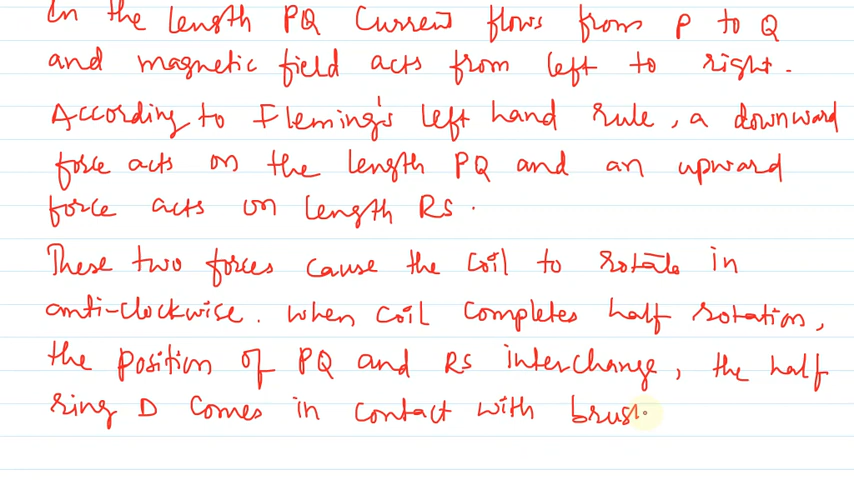 In the length PQ current flows from P to Q
and magnetic field acts from left to right.
According to Fleming's left hand rule, a downward
force acts on the length PQ and an upward
force acts on length RS.
These two forces cause the coil to rotate in
anti-clockwise. When coil completes half rotation,
the position of PQ and RS interchange, the half
ring D comes in contact with